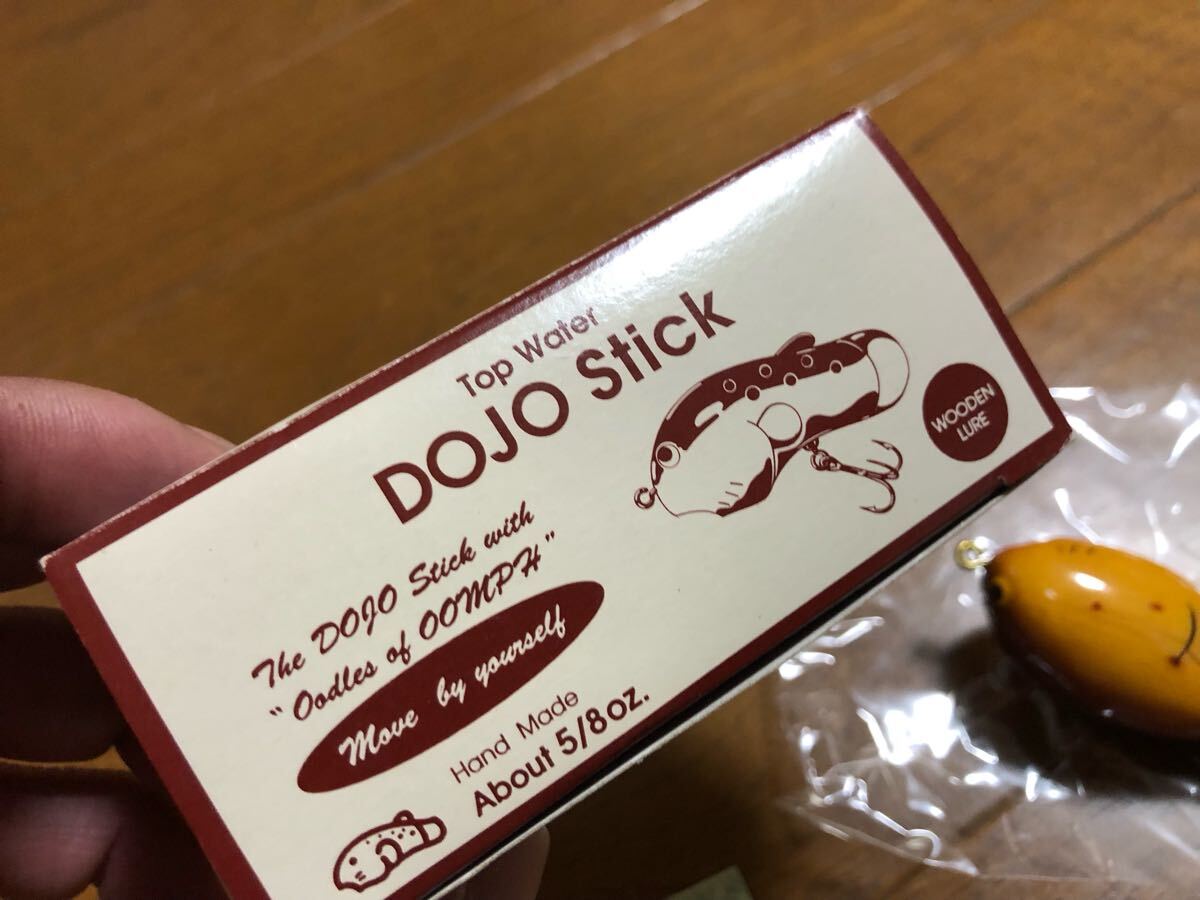 Top Water
DOJO Stick
WOODEN
LURE
The DOJO Stick with
"Oodles of OOMPH"
Move by yourself
Hand Made
About 5/8oz.